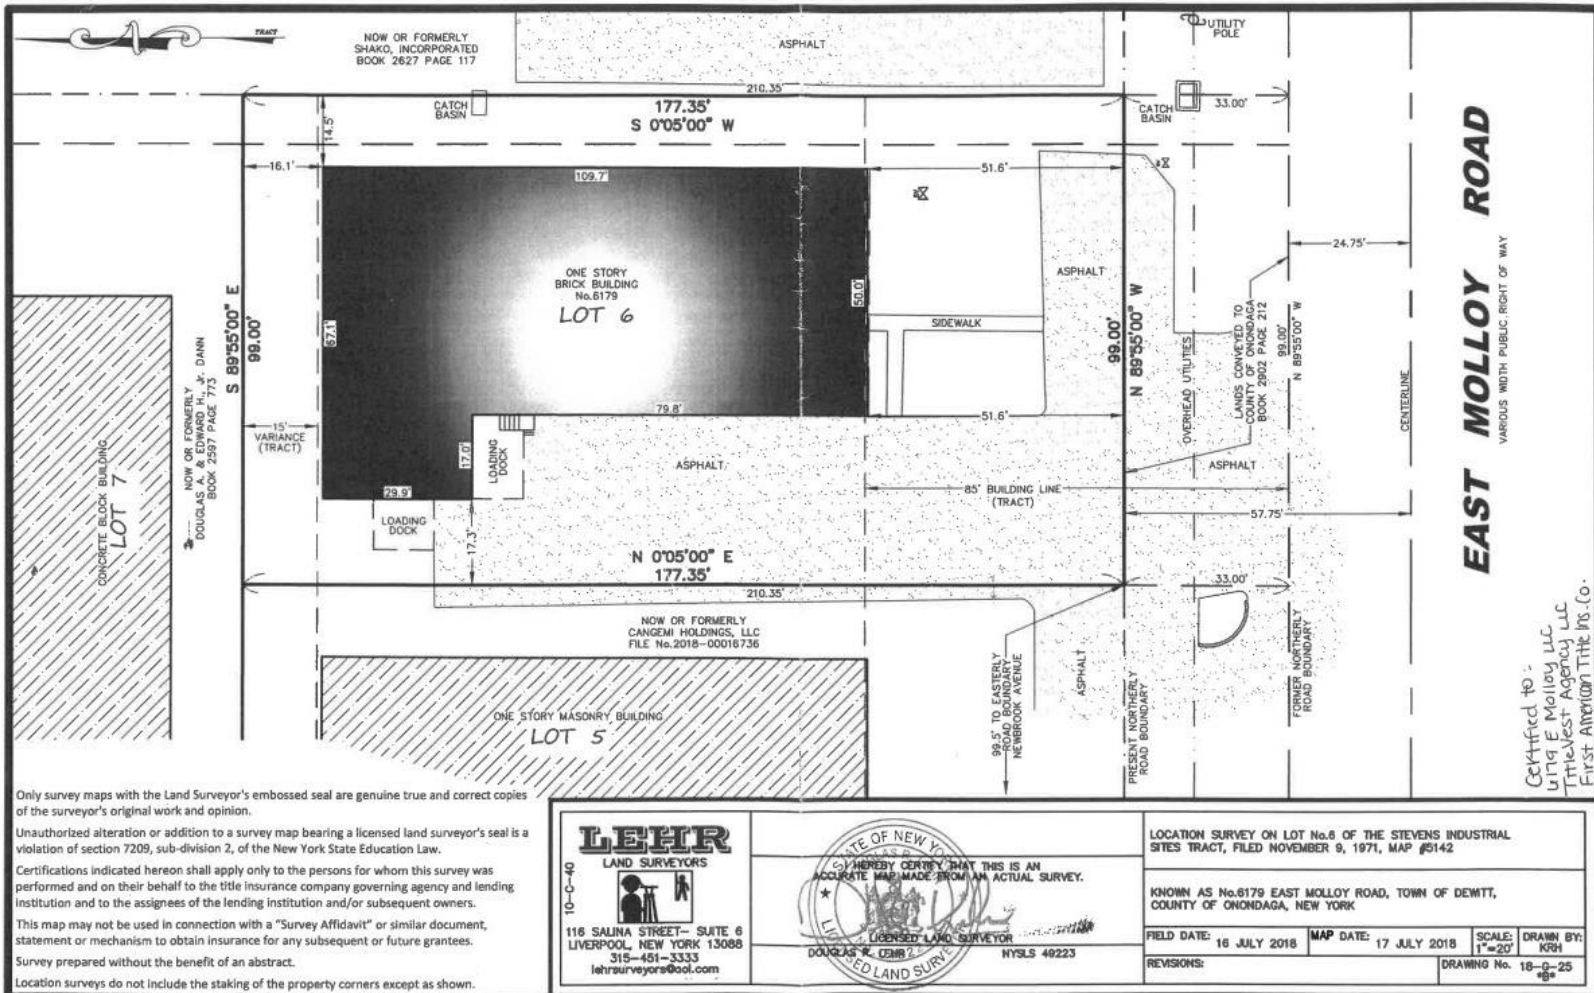 TRACT
NOW OR FORMERLY
SHAKO, INCORPORATED
BOOK 2627 PAGE 117
ASPHALT
UTILITY
POLE
210.35'
CATCH
BASIN
177.35'
S 0°05'00" W
CATCH
BASIN
33.00'
14.5'
16.1'
109.7'
51.6'
24.75'
ONE STORY
BRICK BUILDING
No.6179
LOT 6
50.0'
67.1'
ASPHALT
SIDEWALK
S 89°55'00" E
99.00'
NOW OR FORMERLY
DOUGLAS A. & EDWARD H., Jr. DANN
BOOK 2597 PAGE 773
CONCRETE BLOCK BUILDING
LOT 7
99.00'
N 89°55'00" W
OVERHEAD UTILITIES
LANDS CONVEYED TO
COUNTY OF ONONDAGA
BOOK 2902 PAGE 212
99.00'
N 89°55'00" W
CENTERLINE
EAST MOLLOY ROAD
VARIOUS WIDTH PUBLIC RIGHT OF WAY
15'
VARIANCE
(TRACT)
79.8'
51.6'
17.0'
LOADING
DOCK
ASPHALT
ASPHALT
29.9'
85' BUILDING LINE
(TRACT)
57.75'
LOADING
DOCK
17.3'
N 0°05'00" E
177.35'
210.35'
33.00'
NOW OR FORMERLY
CANGEMI HOLDINGS, LLC
FILE No.2018-00016736
ONE STORY MASONRY BUILDING
LOT 5
99.5' TO EASTERLY
ROAD BOUNDARY
NEWBROOK AVENUE
ASPHALT
PRESENT NORTHERLY
ROAD BOUNDARY
FORMER NORTHERLY
ROAD BOUNDARY
Certified to:
6179 E Molloy LLC
TitleVest Agency LLC
First American Title Ins. Co.
Only survey maps with the Land Surveyor's embossed seal are genuine true and correct copies
of the surveyor's original work and opinion.
Unauthorized alteration or addition to a survey map bearing a licensed land surveyor's seal is a
violation of section 7209, sub-division 2, of the New York State Education Law.
Certifications indicated hereon shall apply only to the persons for whom this survey was
performed and on their behalf to the title insurance company governing agency and lending
institution and to the assignees of the lending institution and/or subsequent owners.
This map may not be used in connection with a "Survey Affidavit" or similar document,
statement or mechanism to obtain insurance for any subsequent or future grantees.
Survey prepared without the benefit of an abstract.
Location surveys do not include the staking of the property corners except as shown.
10-C-40
LEHR
LAND SURVEYORS
116 SALINA STREET- SUITE 6
LIVERPOOL, NEW YORK 13088
315-451-3333
lehrsurveyors@aol.com
STATE OF NEW YORK
I HEREBY CERTIFY THAT THIS IS AN
ACCURATE MAP MADE FROM AN ACTUAL SURVEY.
LICENSED LAND SURVEYOR
DOUGLAS R. LEHR
NYSLS 49223
LICENSED LAND SURVEYOR
LOCATION SURVEY ON LOT No.6 OF THE STEVENS INDUSTRIAL
SITES TRACT, FILED NOVEMBER 9, 1971, MAP #5142
KNOWN AS No.6179 EAST MOLLOY ROAD, TOWN OF DEWITT,
COUNTY OF ONONDAGA, NEW YORK
FIELD DATE: 16 JULY 2018
MAP DATE: 17 JULY 2018
SCALE: 1"=20'
DRAWN BY: KRH
REVISIONS:
DRAWING No. 18-G-25